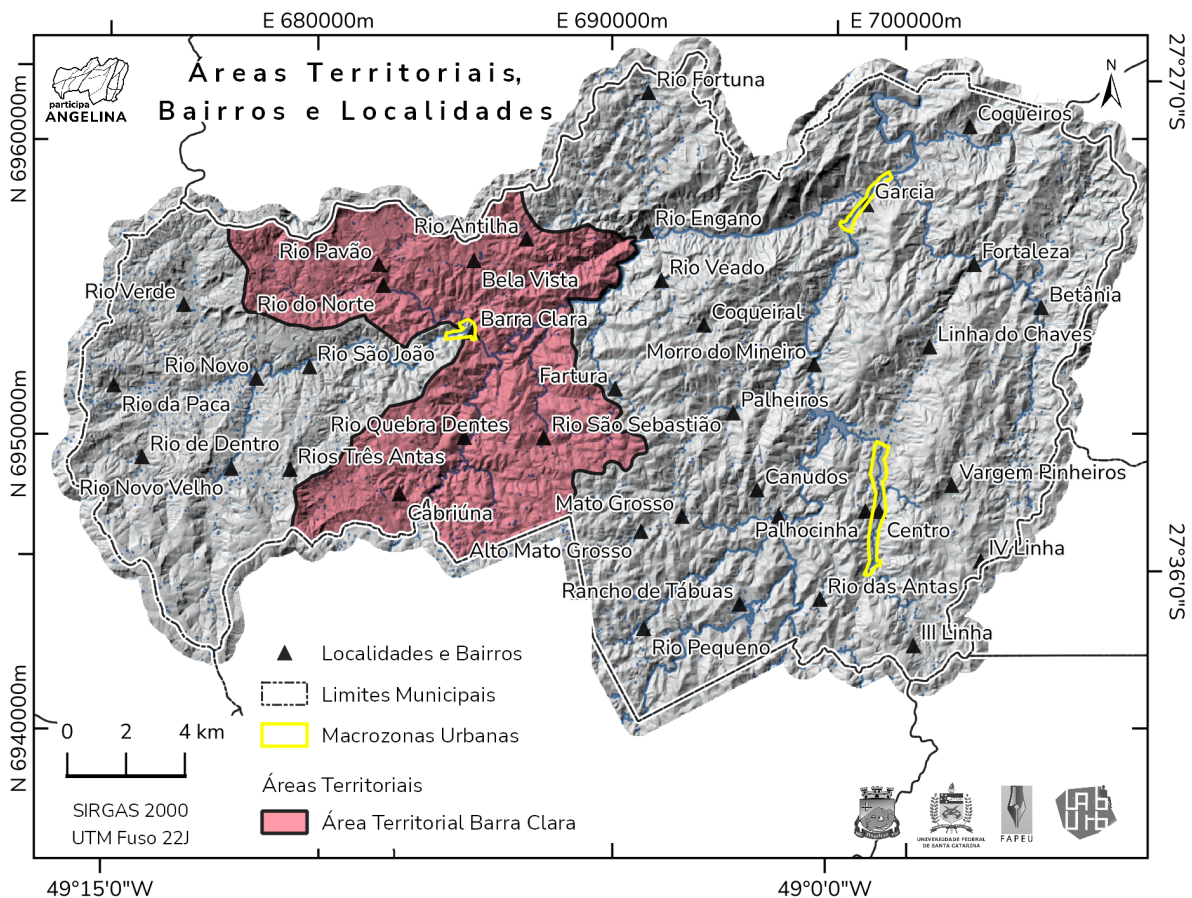 E 680000m
E 690000m
E 700000m
participa
ANGELINA
Áreas Territoriais,
Bairros e Localidades
N
27°27'0"S
N 6960000m
Rio Fortuna
Coqueiros
Garcia
Rio Antilha
Rio Engano
Rio Pavão
Bela Vista
Rio Veado
Fortaleza
Rio Verde
Rio do Norte
Betânia
Barra Clara
Coqueiral
Linha do Chaves
Rio Novo
Rio São João
Morro do Mineiro
Rio da Paca
Fartura
Palheiros
N 6950000m
Rio de Dentro
Rio Quebra Dentes
Rio São Sebastião
Rios Três Antas
Rio Novo Velho
Canudos
Vargem Pinheiros
Cabriúna
Mato Grosso
Palhocinha
Centro
Alto Mato Grosso
IV Linha
27°36'0"S
Rancho de Tábuas
Rio das Antas
Rio Pequeno
III Linha
N 6940000m
Localidades e Bairros
Limites Municipais
Macrozonas Urbanas
Áreas Territoriais
Área Territorial Barra Clara
0 2 4 km
SIRGAS 2000
UTM Fuso 22J
UNIVERSIDADE FEDERAL
DE SANTA CATARINA
FAPEU
49°15'0"W
49°0'0"W